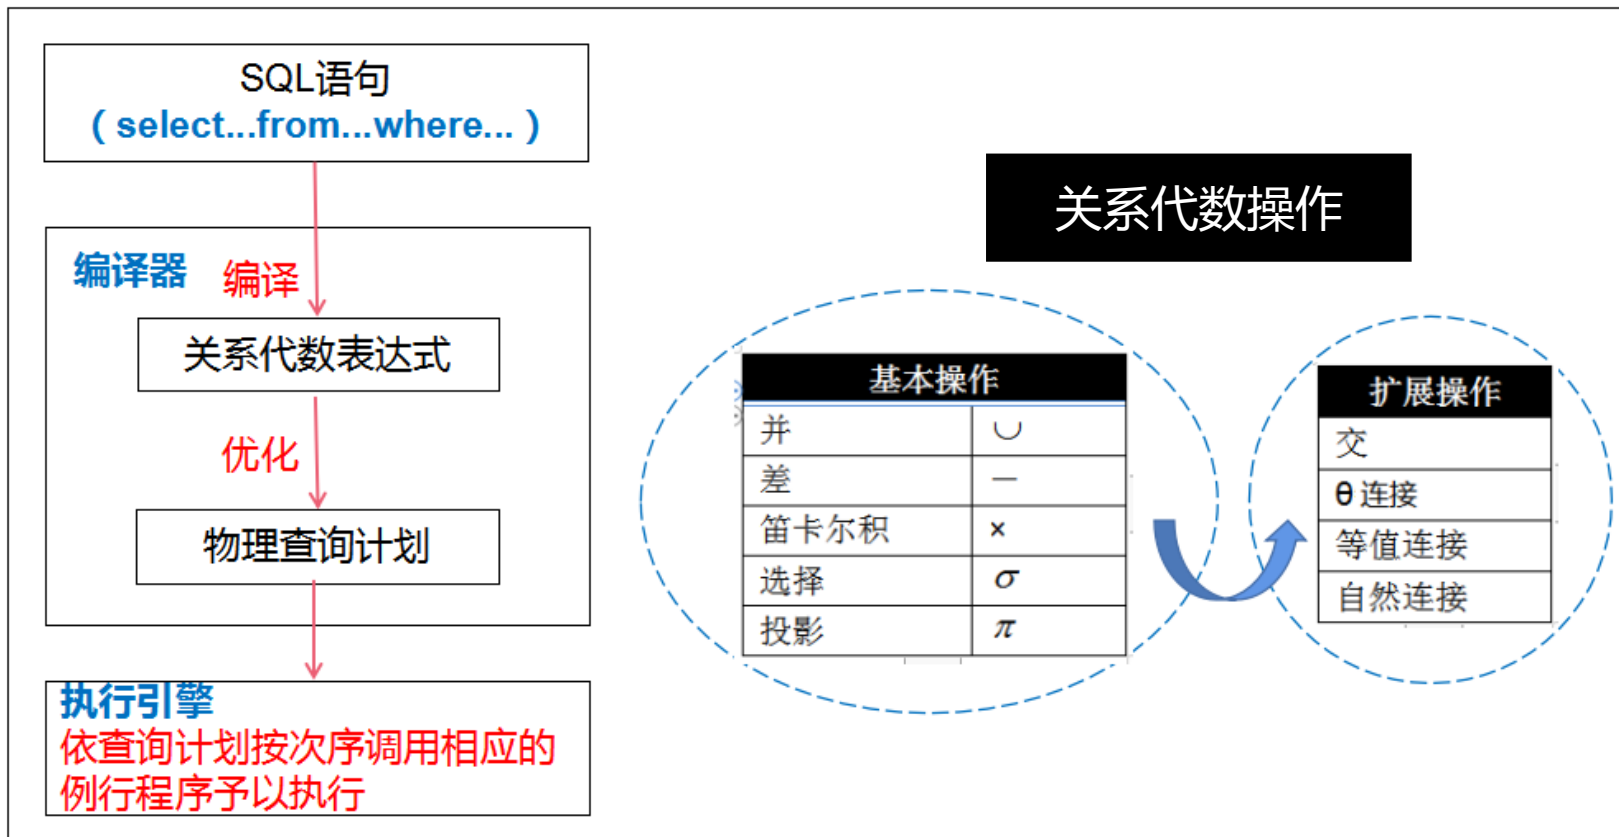 SQL语句
（select...from...where...）
编译器
编译
关系代数表达式
优化
物理查询计划
执行引擎
依查询计划按次序调用相应的
例行程序予以执行
关系代数操作
基本操作
并 ∪
差 —
笛卡尔积 ×
选择 σ
投影 π
扩展操作
交
θ 连接
等值连接
自然连接